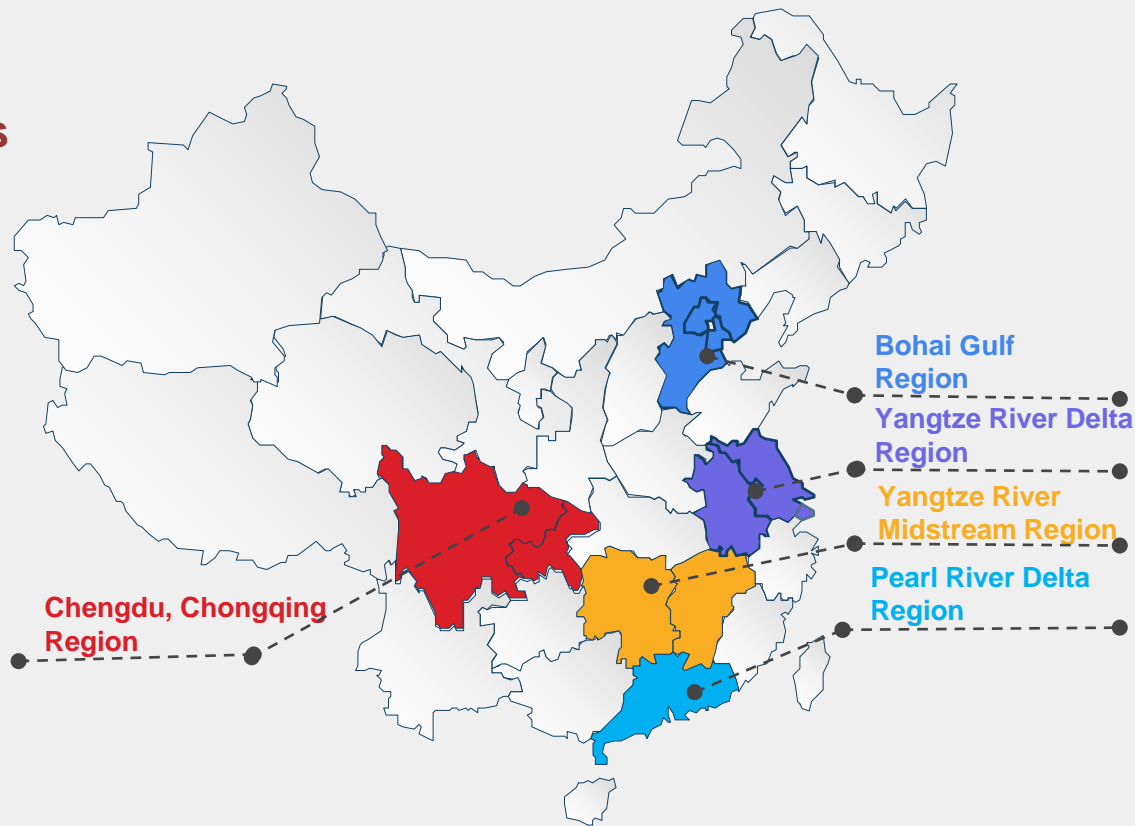 s
Bohai Gulf
Region
Yangtze River Delta
Region
Yangtze River
Midstream Region
Pearl River Delta
Region
Chengdu, Chongqing
Region